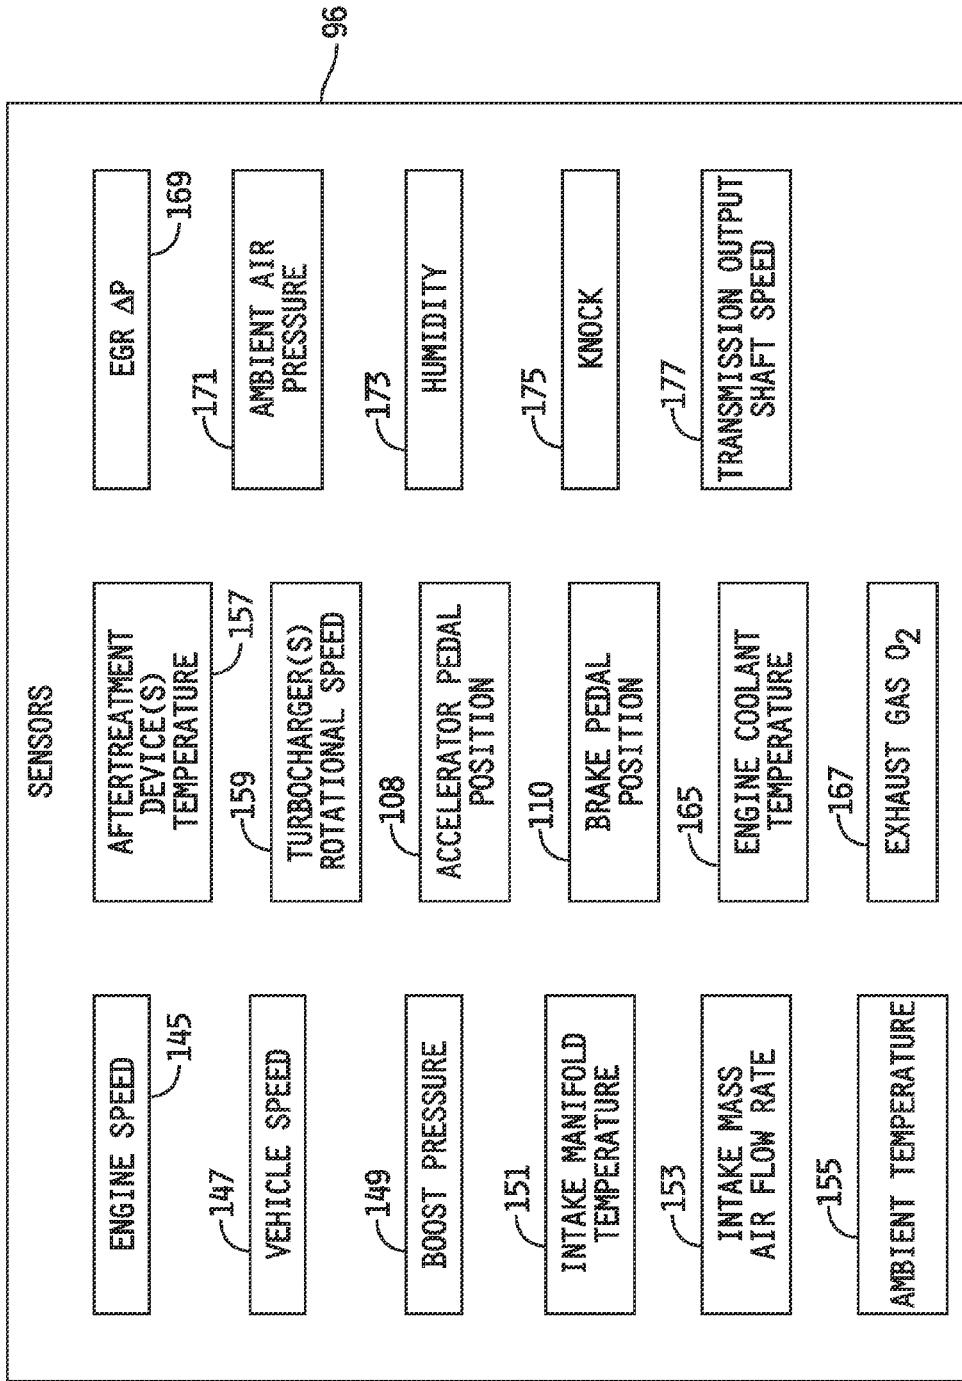 SENSORS
96
ENGINE SPEED
145
147
VEHICLE SPEED
149
BOOST PRESSURE
151
INTAKE MANIFOLD
TEMPERATURE
153
INTAKE MASS
AIR FLOW RATE
155
AMBIENT TEMPERATURE
AFTERTREATMENT
DEVICE(S)
TEMPERATURE
157
159
TURBOCHARGER(S)
ROTATIONAL SPEED
108
ACCELERATOR PEDAL
POSITION
110
BRAKE PEDAL
POSITION
165
ENGINE COOLANT
TEMPERATURE
167
EXHAUST GAS O2
EGR ΔP
169
171
AMBIENT AIR
PRESSURE
173
HUMIDITY
175
KNOCK
177
TRANSMISSION OUTPUT
SHAFT SPEED